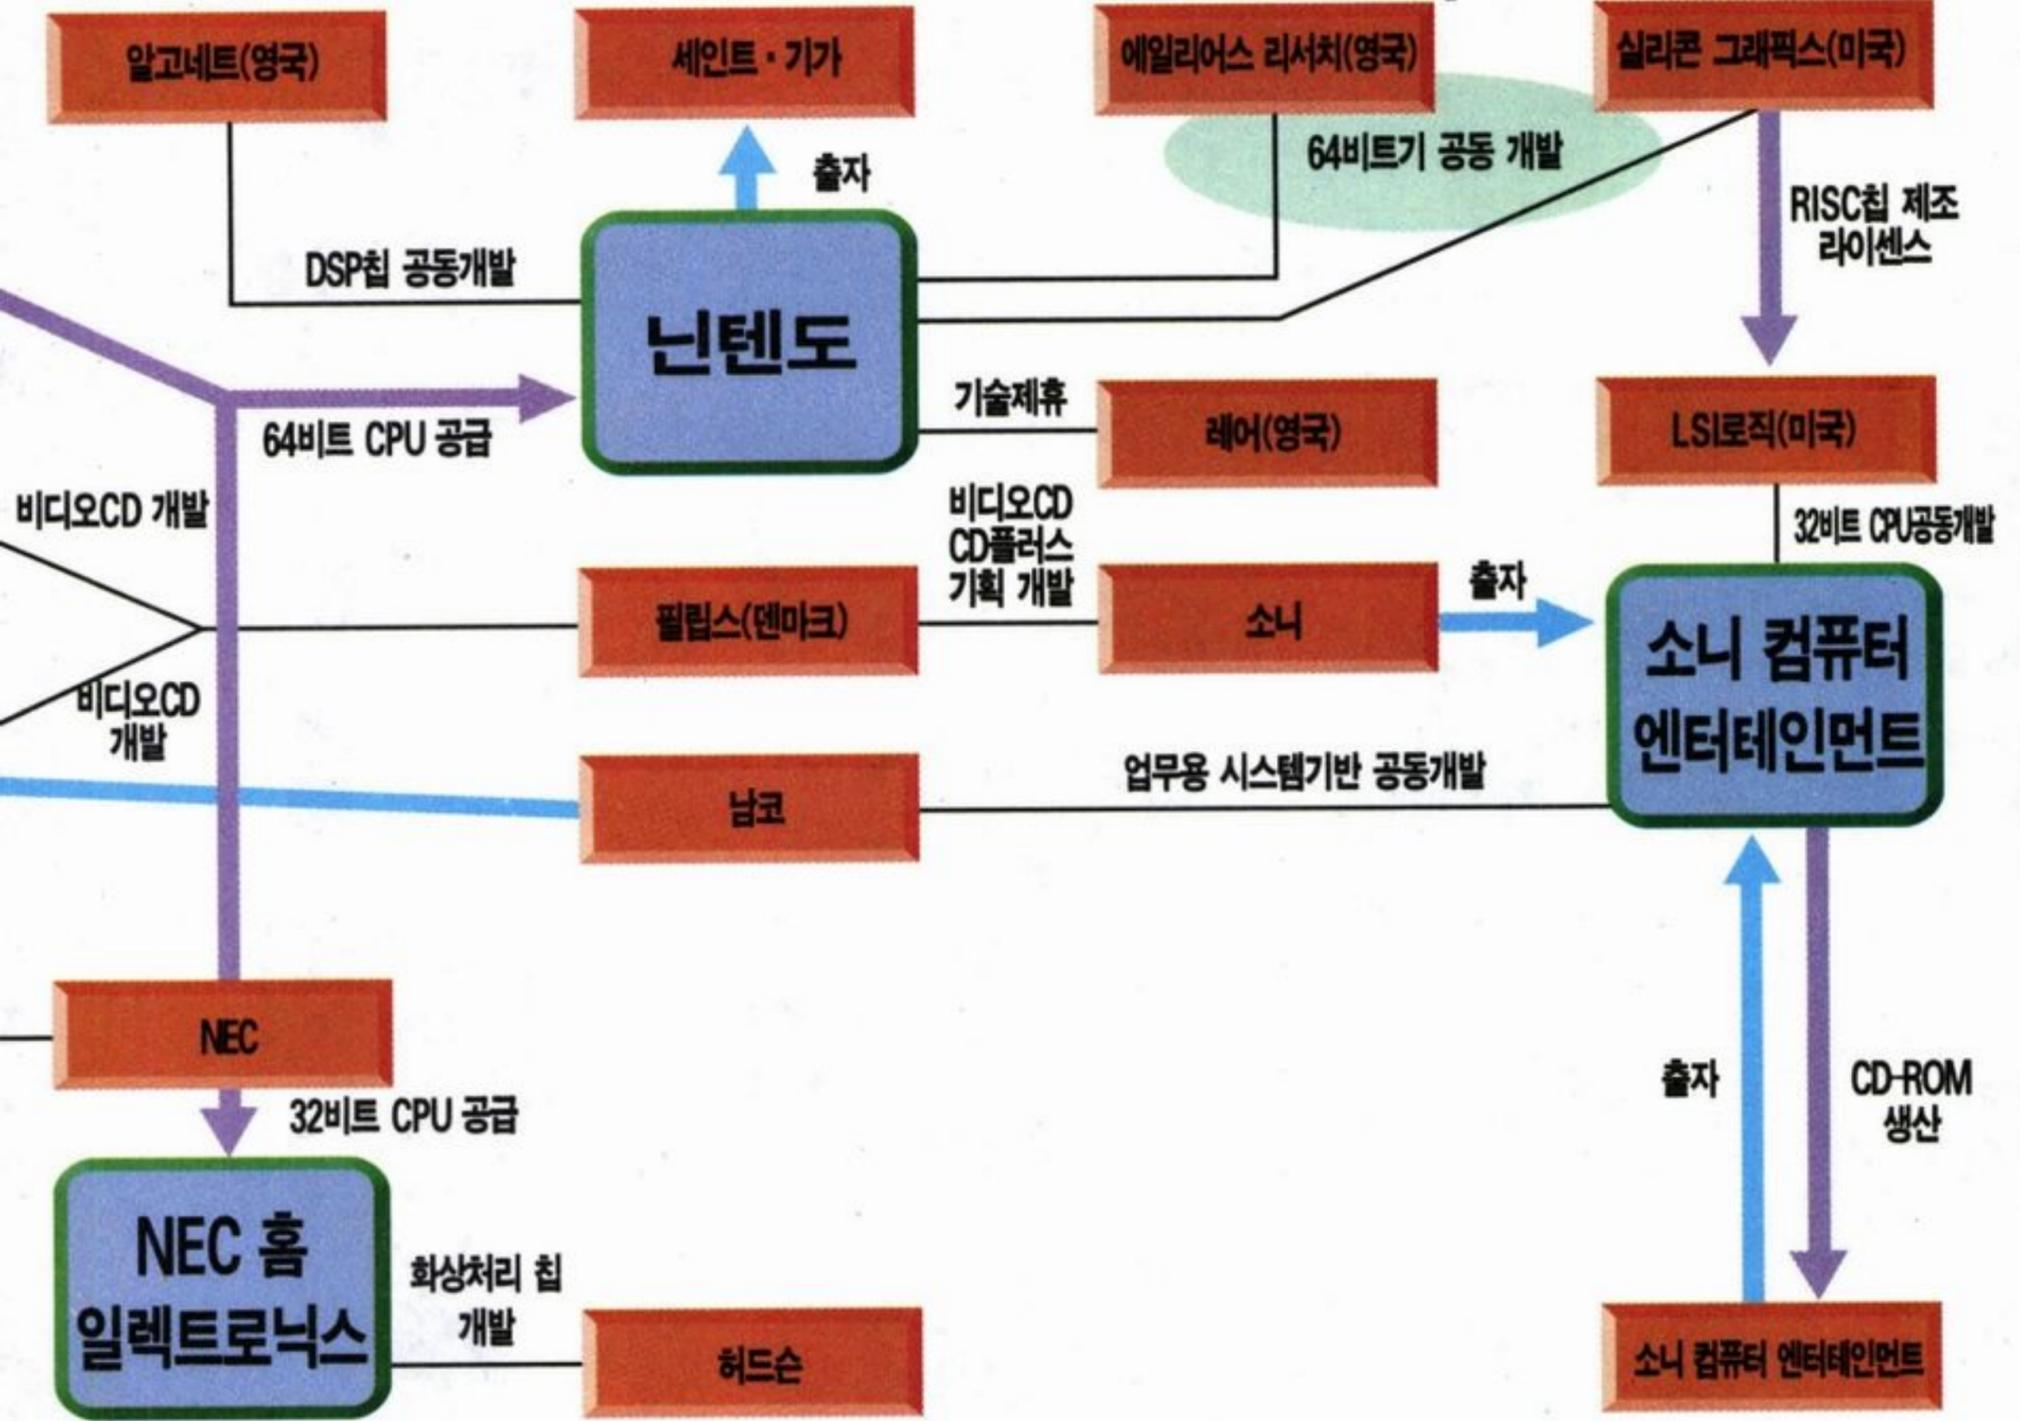 알고네트(영국)
세인트·기가
에일리어스 리서치(영국)
실리콘 그래픽스(미국)
64비트기 공동 개발
출자
RISC칩 제조
라이센스
DSP칩 공동개발
닌텐도
기술제휴
64비트 CPU 공급
레어(영국)
LSI로직(미국)
비디오CD 개발
비디오CD
CD플러스
기획 개발
32비트 CPU공동개발
필립스(덴마크)
소니
출자
소니 컴퓨터
엔터테인먼트
비디오CD
개발
남코
업무용 시스템기반 공동개발
NEC
출자
CD-ROM
생산
32비트 CPU 공급
NEC 홈
일렉트로닉스
화상처리 칩
개발
허드슨
소니 컴퓨터 엔터테인먼트